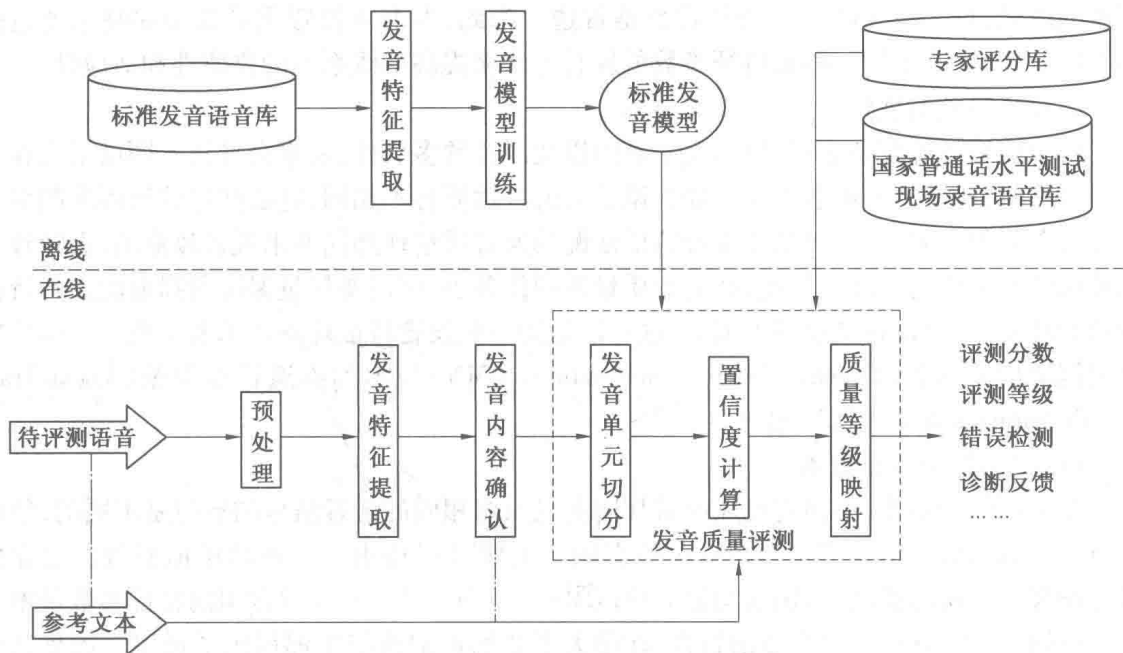 标准发音语音库
发音特征提取
发音模型训练
标准发
音模型
专家评分库
国家普通话水平测试
现场录音语音库
离线
在线
待评测语音
预处理
发音特征提取
发音内容确认
发音单元切分
置信度计算
质量等级映射
发音质量评测
评测分数
评测等级
错误检测
诊断反馈
……
参考文本